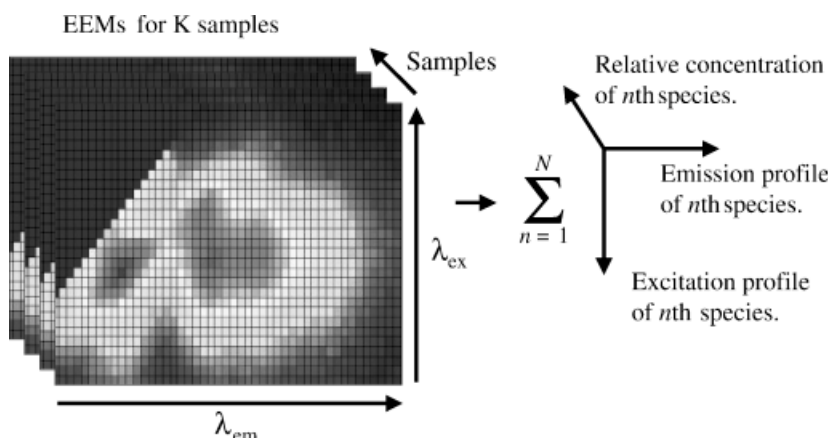 EEMs for K samples
Samples
Relative concentration
of nth species.
N
∑
n = 1
Emission profile
of nth species.
λex
Excitation profile
of nth species.
λem